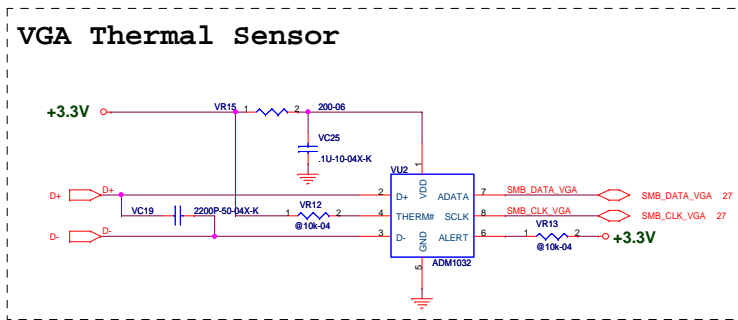 VGA Thermal Sensor
VR15 1 2 200-06
+3.3V
VC25
.1U-10-04X-K
VU2
1
D+ D+ 2 D+ VDD ADATA 7 SMB_DATA_VGA SMB_DATA_VGA 27
VC19 2200P-50-04X-K VR12
1 2 4 THERM# SCLK 8 SMB_CLK_VGA SMB_CLK_VGA 27
@10k-04
VR13
D- D- 3 D- GND ALERT 6 1 2 +3.3V
@10k-04
5 ADM1032